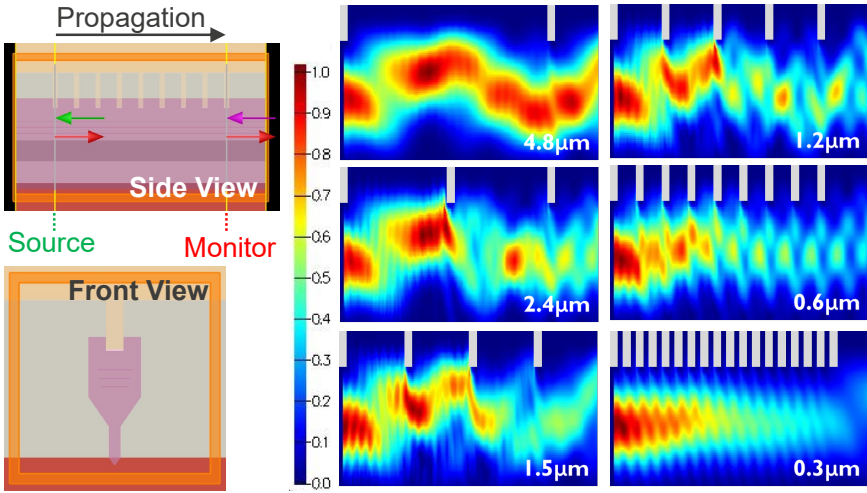 Propagation
Side View
Source
Monitor
Front View
1.0
0.9
0.8
0.7
0.6
0.5
0.4
0.3
0.2
0.1
0.0
4.8µm
1.2µm
2.4µm
0.6µm
1.5µm
0.3µm